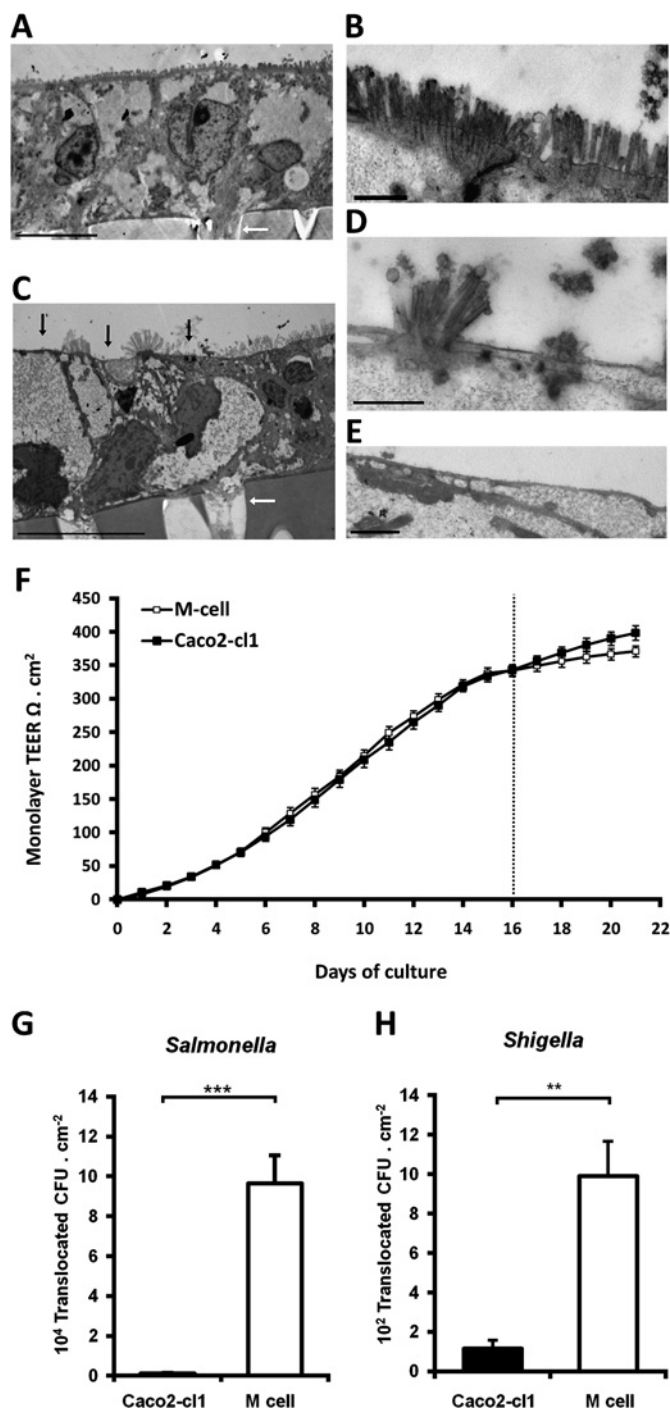 A
B
C
D
E
F
450
400
350
300
250
200
150
100
50
0
Monolayer TEER Ω . cm²
M-cell
Caco2-cl1
0 2 4 6 8 10 12 14 16 18 20 22
Days of culture
G
Salmonella
14
12
10
8
6
4
2
0
10⁴ Translocated CFU . cm⁻²
***
Caco2-cl1 M cell
H
Shigella
14
12
10
8
6
4
2
0
10² Translocated CFU . cm⁻²
**
Caco2-cl1 M cell